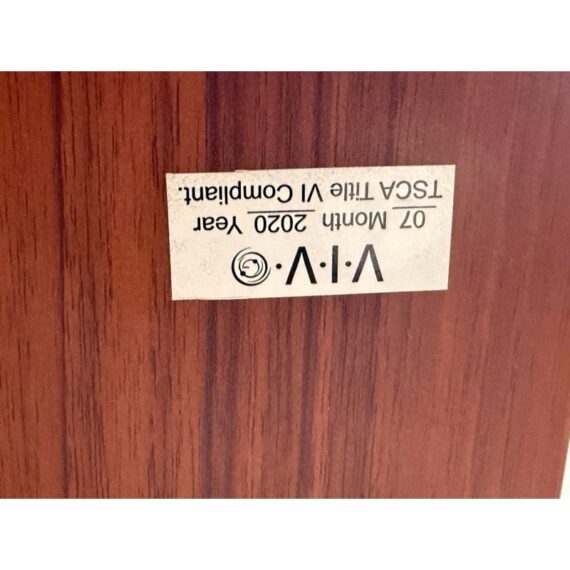 V·I·V·O
07 Month 2020 Year
TSCA Title VI Compliant.